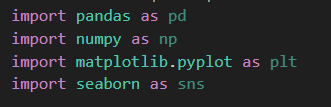 import pandas as pd
import numpy as np
import matplotlib.pyplot as plt
import seaborn as sns